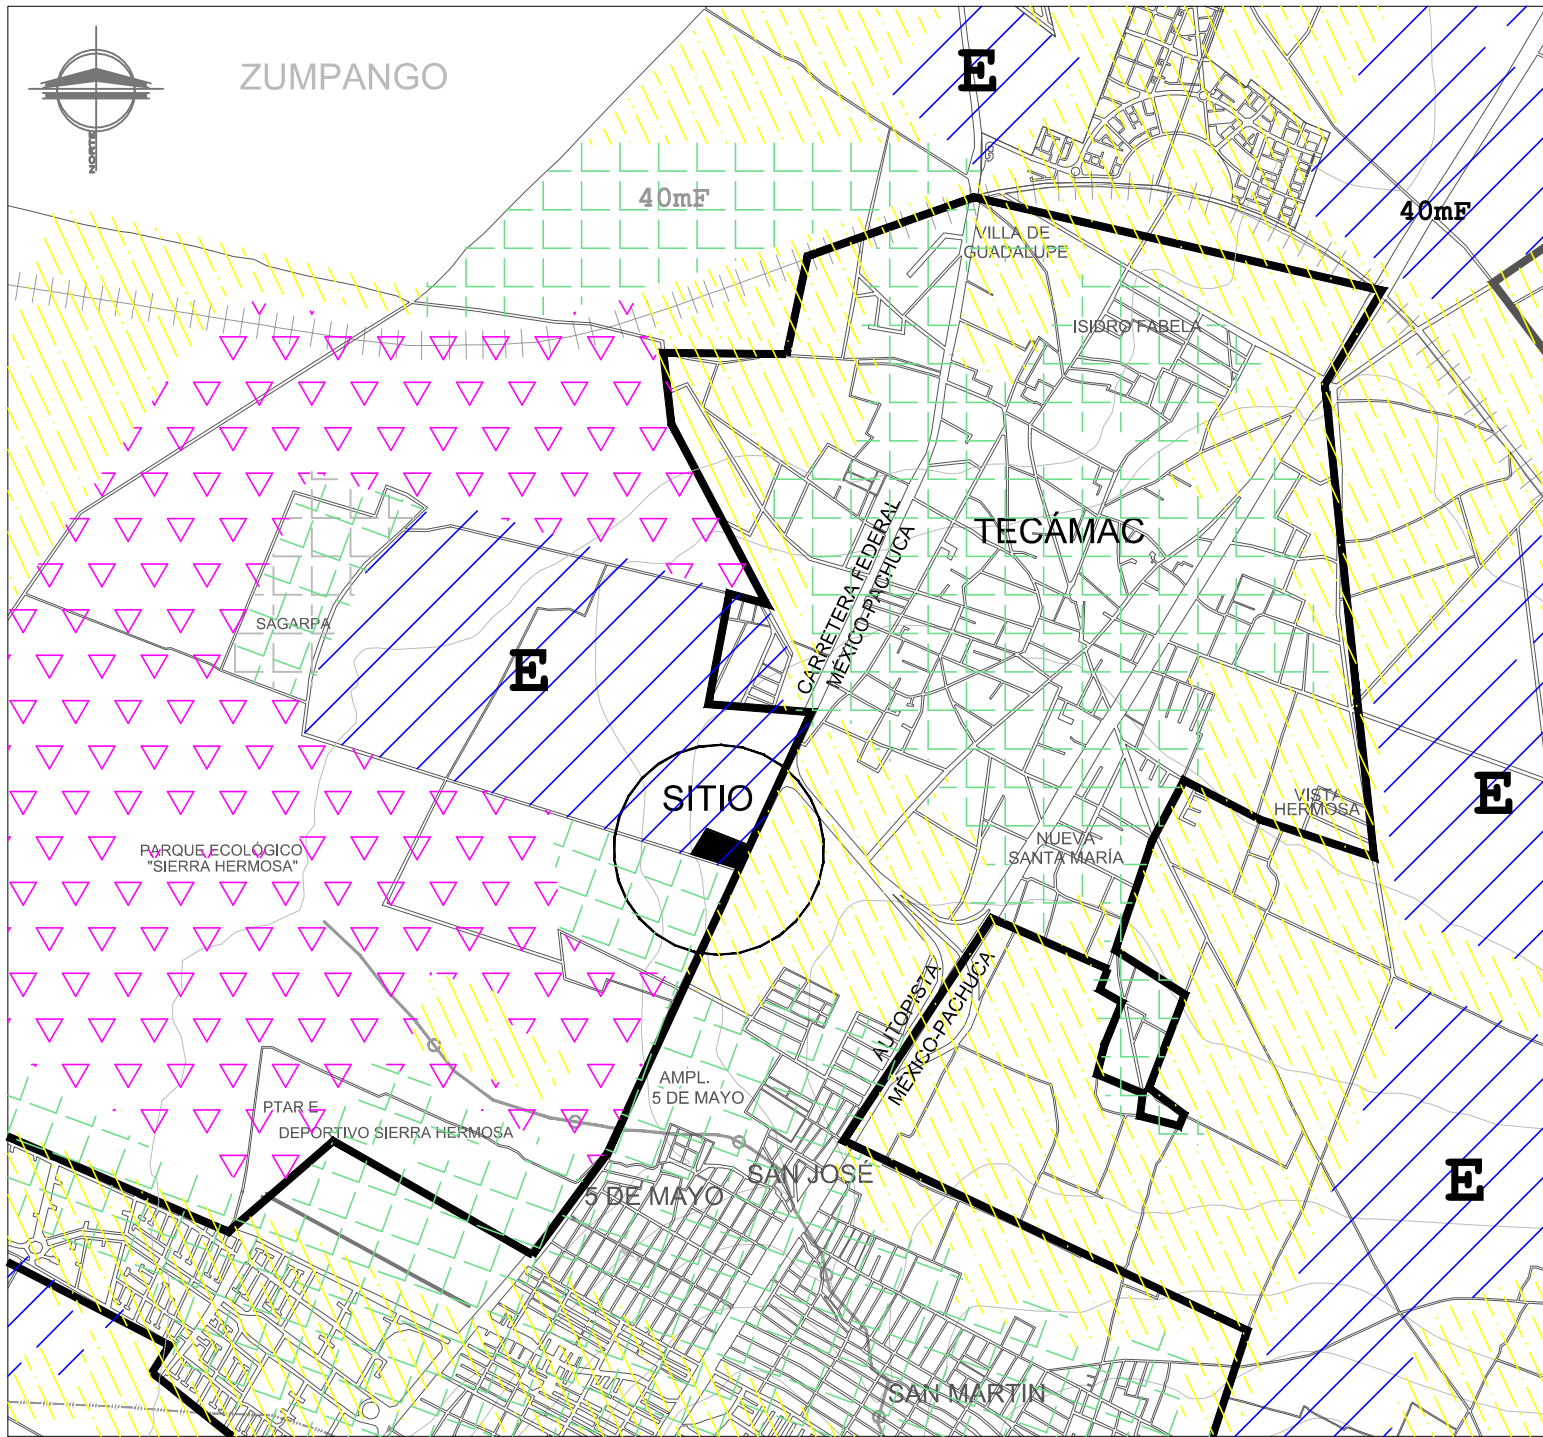 ZUMPANGO
NORTE
E
40mF
40mF
VILLA DE
GUADALUPE
ISIDRO FABELA
TECÁMAC
CARRETERA FEDERAL
MÉXICO-PACHUCA
SAGARPA
E
SITIO
E
VISTA
HERMOSA
NUEVA
SANTA MARÍA
PARQUE ECOLÓGICO
"SIERRA HERMOSA"
AUTOPISTA
MÉXICO-PACHUCA
AMPL.
5 DE MAYO
PTAR E
DEPORTIVO SIERRA HERMOSA
SAN JOSÉ
5 DE MAYO
E
SAN MARTIN